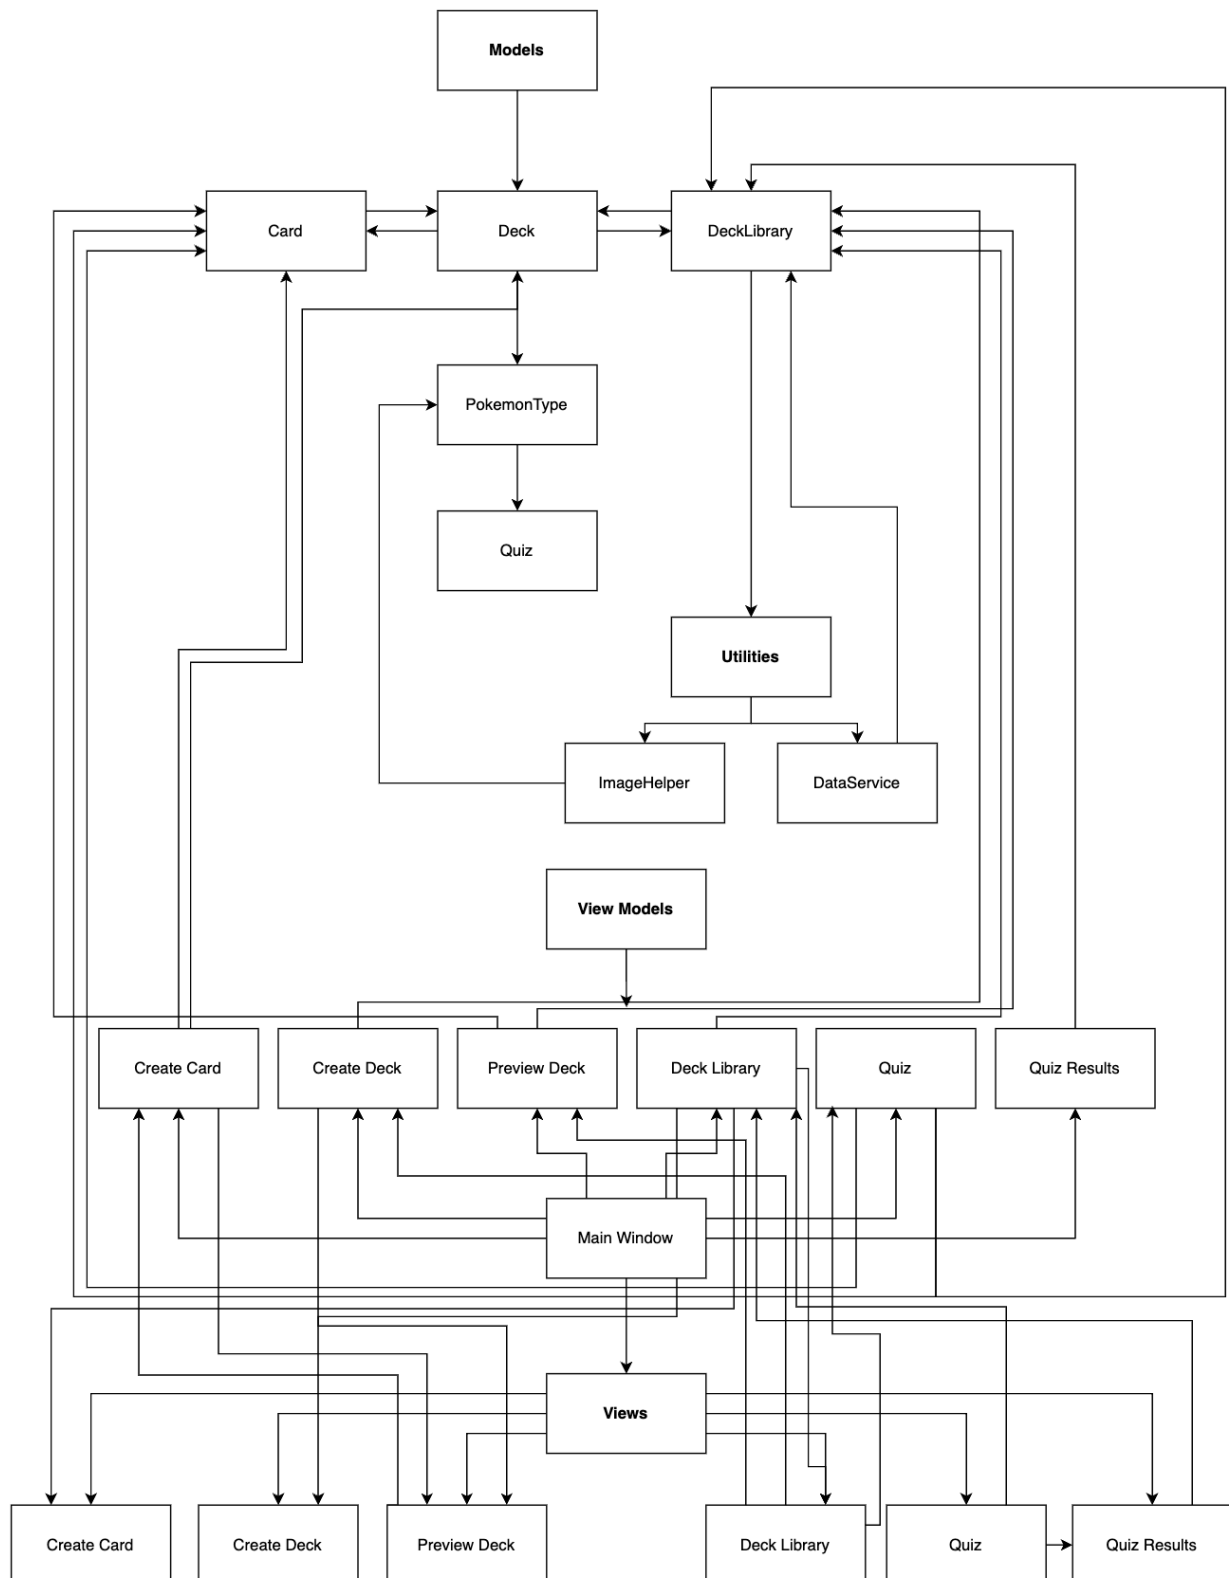 Models
Card
Deck
DeckLibrary
PokemonType
Quiz
Utilities
ImageHelper
DataService
View Models
Create Card
Create Deck
Preview Deck
Deck Library
Quiz
Quiz Results
Main Window
Views
Create Card
Create Deck
Preview Deck
Deck Library
Quiz
Quiz Results